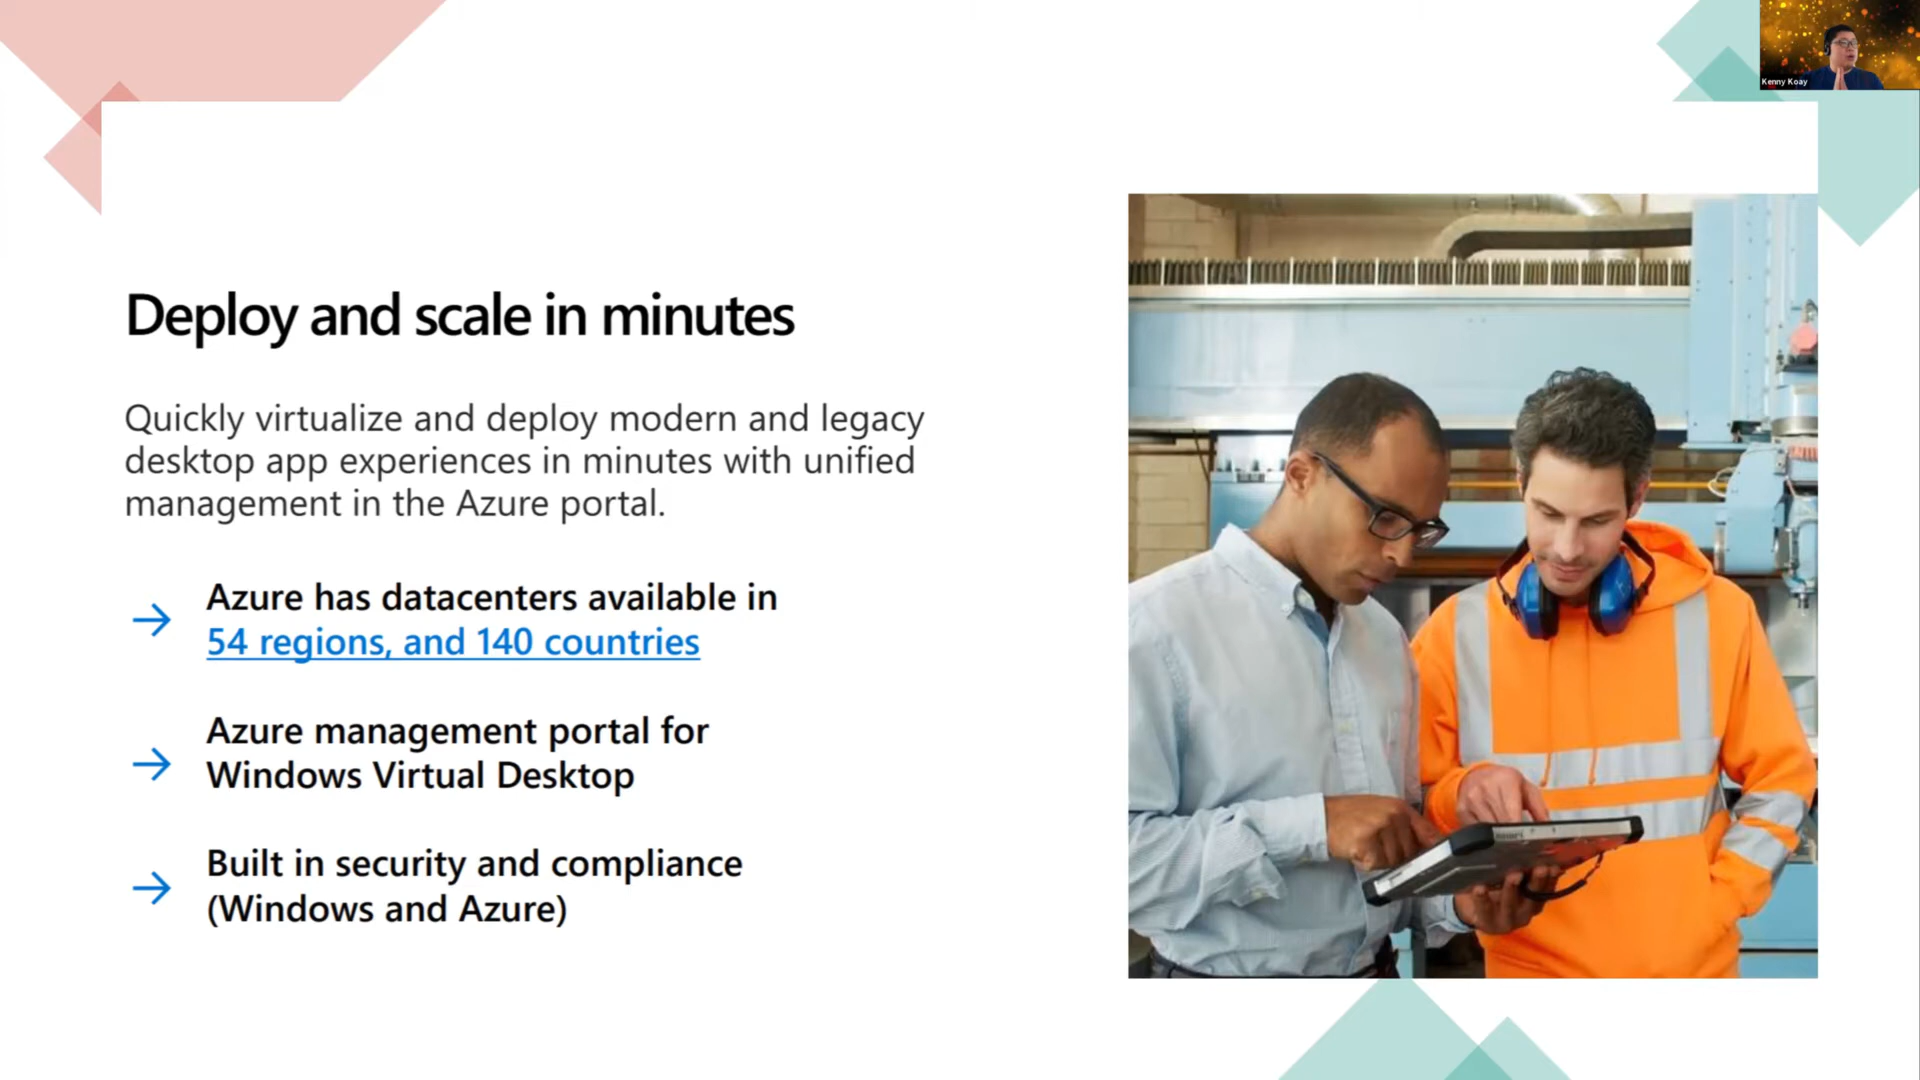 Kenny Koay
Deploy and scale in minutes
Quickly virtualize and deploy modern and legacy
desktop app experiences in minutes with unified
management in the Azure portal.
→ Azure has datacenters available in
54 regions, and 140 countries
→ Azure management portal for
Windows Virtual Desktop
→ Built in security and compliance
(Windows and Azure)